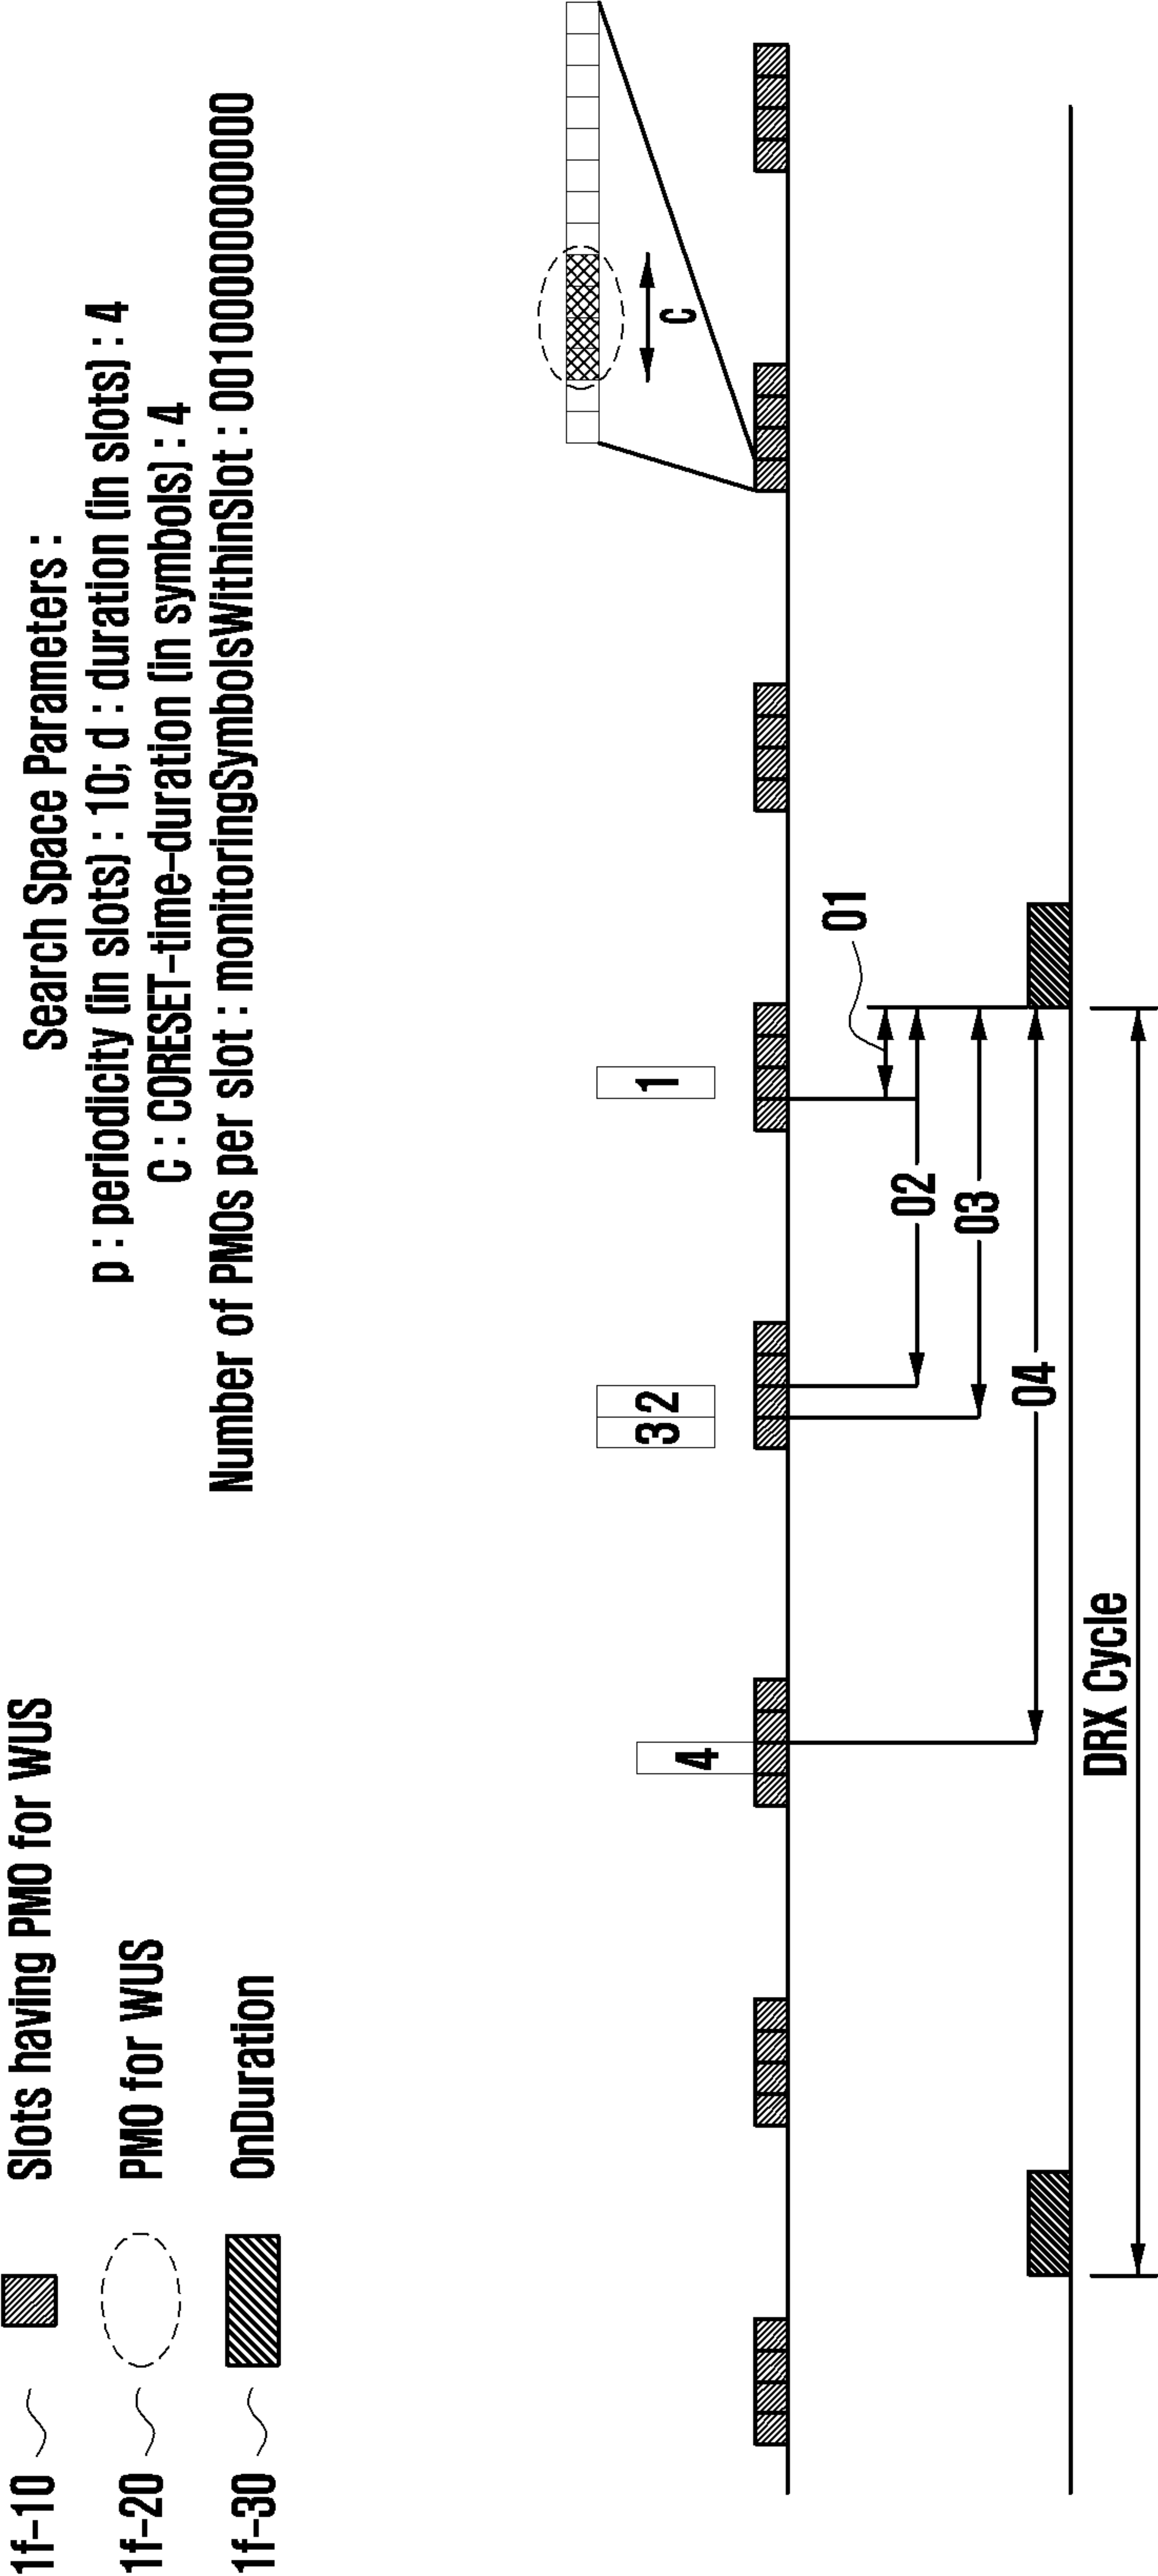 1f-10 Slots having PMO for WUS
1f-20 PMO for WUS
1f-30 OnDuration
Search Space Parameters :
p : periodicity (in slots) : 10; d : duration (in slots) : 4
C : CORESET-time-duration (in symbols) : 4
Number of PMOs per slot : monitoringSymbolsWithinSlot : 00100000000000
C
4
3 2
1
01
02
03
04
DRX Cycle